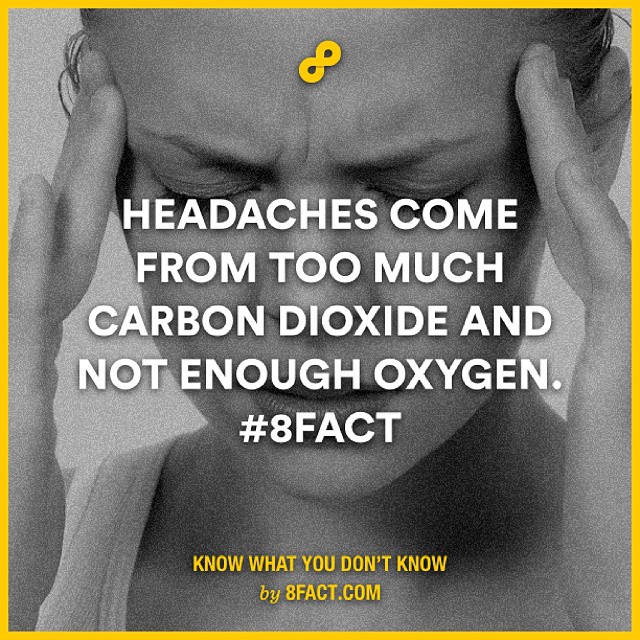 HEADACHES COME
FROM TOO MUCH
CARBON DIOXIDE AND
NOT ENOUGH OXYGEN.
#8FACT
KNOW WHAT YOU DON'T KNOW
by 8FACT.COM